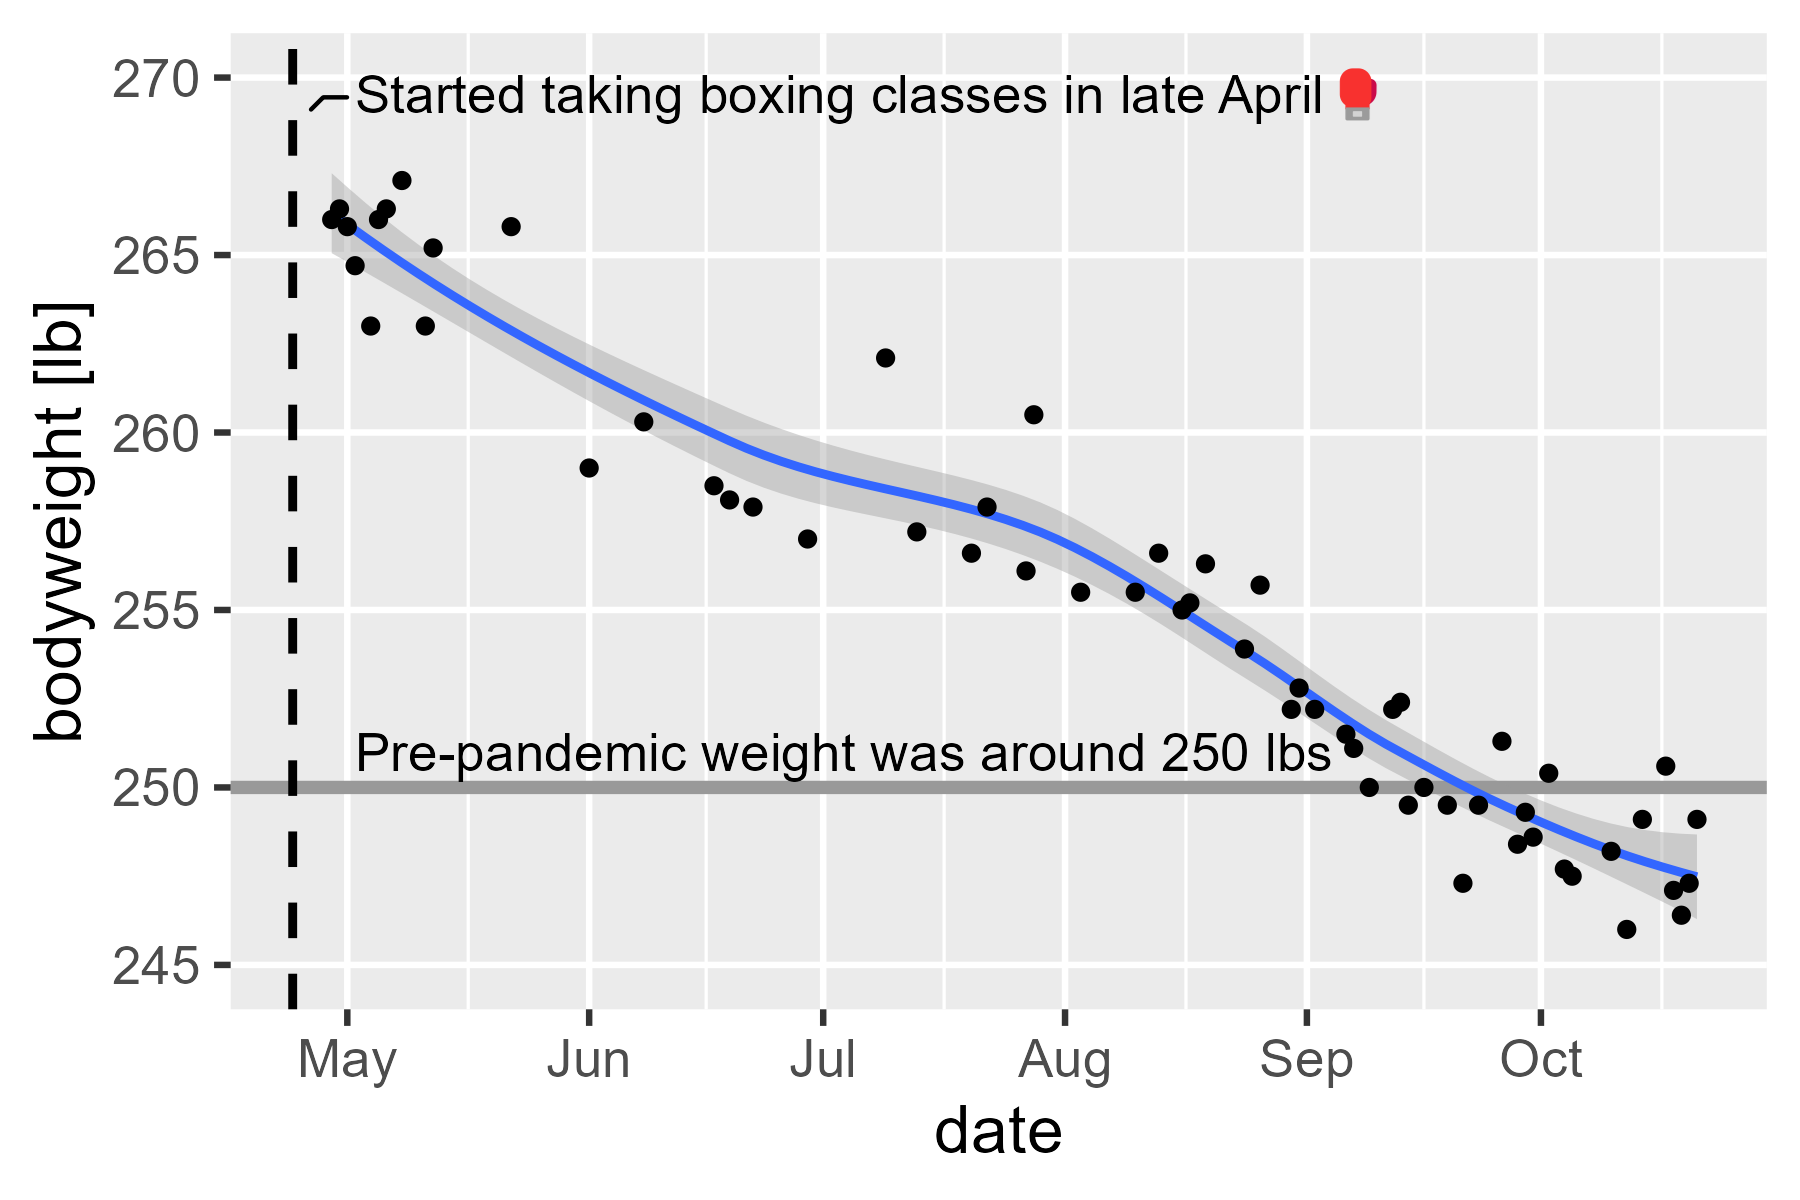 270
Started taking boxing classes in late April 🥊
265
260
255
Pre-pandemic weight was around 250 lbs
250
245
bodyweight [lb]
May Jun Jul Aug Sep Oct
date